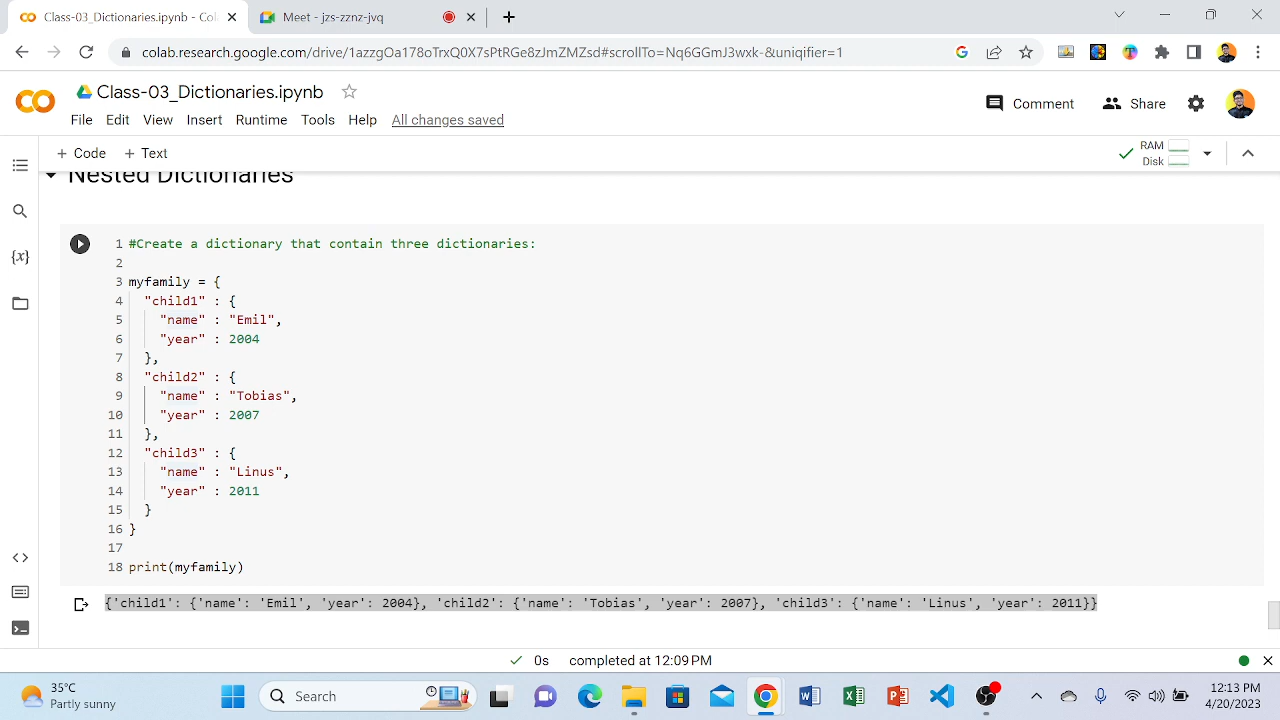 Class-03_Dictionaries.ipynb - Col
Meet - jzs-zznz-jvq
colab.research.google.com/drive/1azzgOa178oTrxQ0X7sPtRGe8zJmZMZsd#scrollTo=Nq6GGmJ3wvx-&uniqifier=1
Class-03_Dictionaries.ipynb
Comment
Share
File Edit View Insert Runtime Tools Help All changes saved
+ Code + Text
RAM
Disk
Nested Dictionaries
1 #Create a dictionary that contain three dictionaries:
2
3 myfamily = {
4 "child1" : {
5 "name" : "Emil",
6 "year" : 2004
7 },
8 "child2" : {
9 "name" : "Tobias",
10 "year" : 2007
11 },
12 "child3" : {
13 "name" : "Linus",
14 "year" : 2011
15 }
16 }
17
18 print(myfamily)
{'child1': {'name': 'Emil', 'year': 2004}, 'child2': {'name': 'Tobias', 'year': 2007}, 'child3': {'name': 'Linus', 'year': 2011}}
0s completed at 12:09 PM
35°C
Partly sunny
Search
12:13 PM
4/20/2023